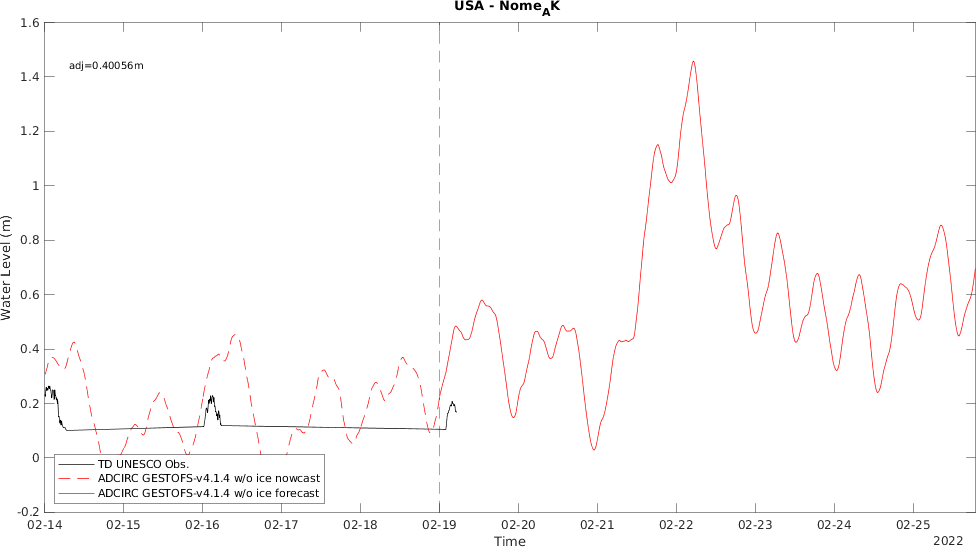 USA - Nome_AK
1.6
adj=0.40056m
1.4
1.2
1
0.8
0.6
0.4
0.2
0
-0.2
Water Level (m)
TD UNESCO Obs.
ADCIRC GESTOFS-v4.1.4 w/o ice nowcast
ADCIRC GESTOFS-v4.1.4 w/o ice forecast
02-14 02-15 02-16 02-17 02-18 02-19 02-20 02-21 02-22 02-23 02-24 02-25
Time
2022